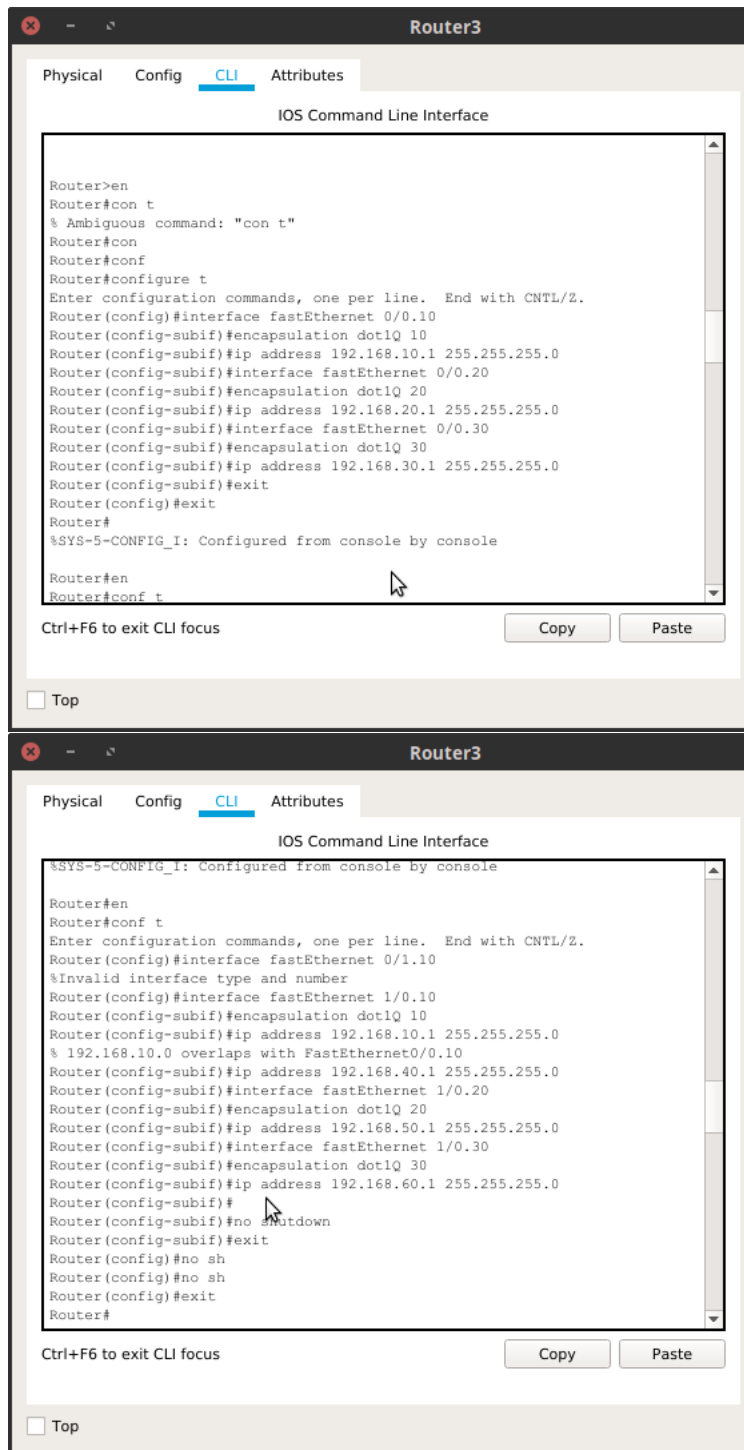 Router3
Physical Config CLI Attributes
IOS Command Line Interface
Router>en
Router#con t
% Ambiguous command: "con t"
Router#con
Router#conf
Router#configure t
Enter configuration commands, one per line.  End with CNTL/Z.
Router(config)#interface fastEthernet 0/0.10
Router(config-subif)#encapsulation dot1Q 10
Router(config-subif)#ip address 192.168.10.1 255.255.255.0
Router(config-subif)#interface fastEthernet 0/0.20
Router(config-subif)#encapsulation dot1Q 20
Router(config-subif)#ip address 192.168.20.1 255.255.255.0
Router(config-subif)#interface fastEthernet 0/0.30
Router(config-subif)#encapsulation dot1Q 30
Router(config-subif)#ip address 192.168.30.1 255.255.255.0
Router(config-subif)#exit
Router(config)#exit
Router#
%SYS-5-CONFIG_I: Configured from console by console
Router#en
Router#conf t
Ctrl+F6 to exit CLI focus Copy Paste
Top
Router3
Physical Config CLI Attributes
IOS Command Line Interface
%SYS-5-CONFIG_I: Configured from console by console
Router#en
Router#conf t
Enter configuration commands, one per line.  End with CNTL/Z.
Router(config)#interface fastEthernet 0/1.10
%Invalid interface type and number
Router(config)#interface fastEthernet 1/0.10
Router(config-subif)#encapsulation dot1Q 10
Router(config-subif)#ip address 192.168.10.1 255.255.255.0
% 192.168.10.0 overlaps with FastEthernet0/0.10
Router(config-subif)#ip address 192.168.40.1 255.255.255.0
Router(config-subif)#interface fastEthernet 1/0.20
Router(config-subif)#encapsulation dot1Q 20
Router(config-subif)#ip address 192.168.50.1 255.255.255.0
Router(config-subif)#interface fastEthernet 1/0.30
Router(config-subif)#encapsulation dot1Q 30
Router(config-subif)#ip address 192.168.60.1 255.255.255.0
Router(config-subif)#
Router(config-subif)#no shutdown
Router(config-subif)#exit
Router(config)#no sh
Router(config)#no sh
Router(config)#exit
Router#
Ctrl+F6 to exit CLI focus Copy Paste
Top